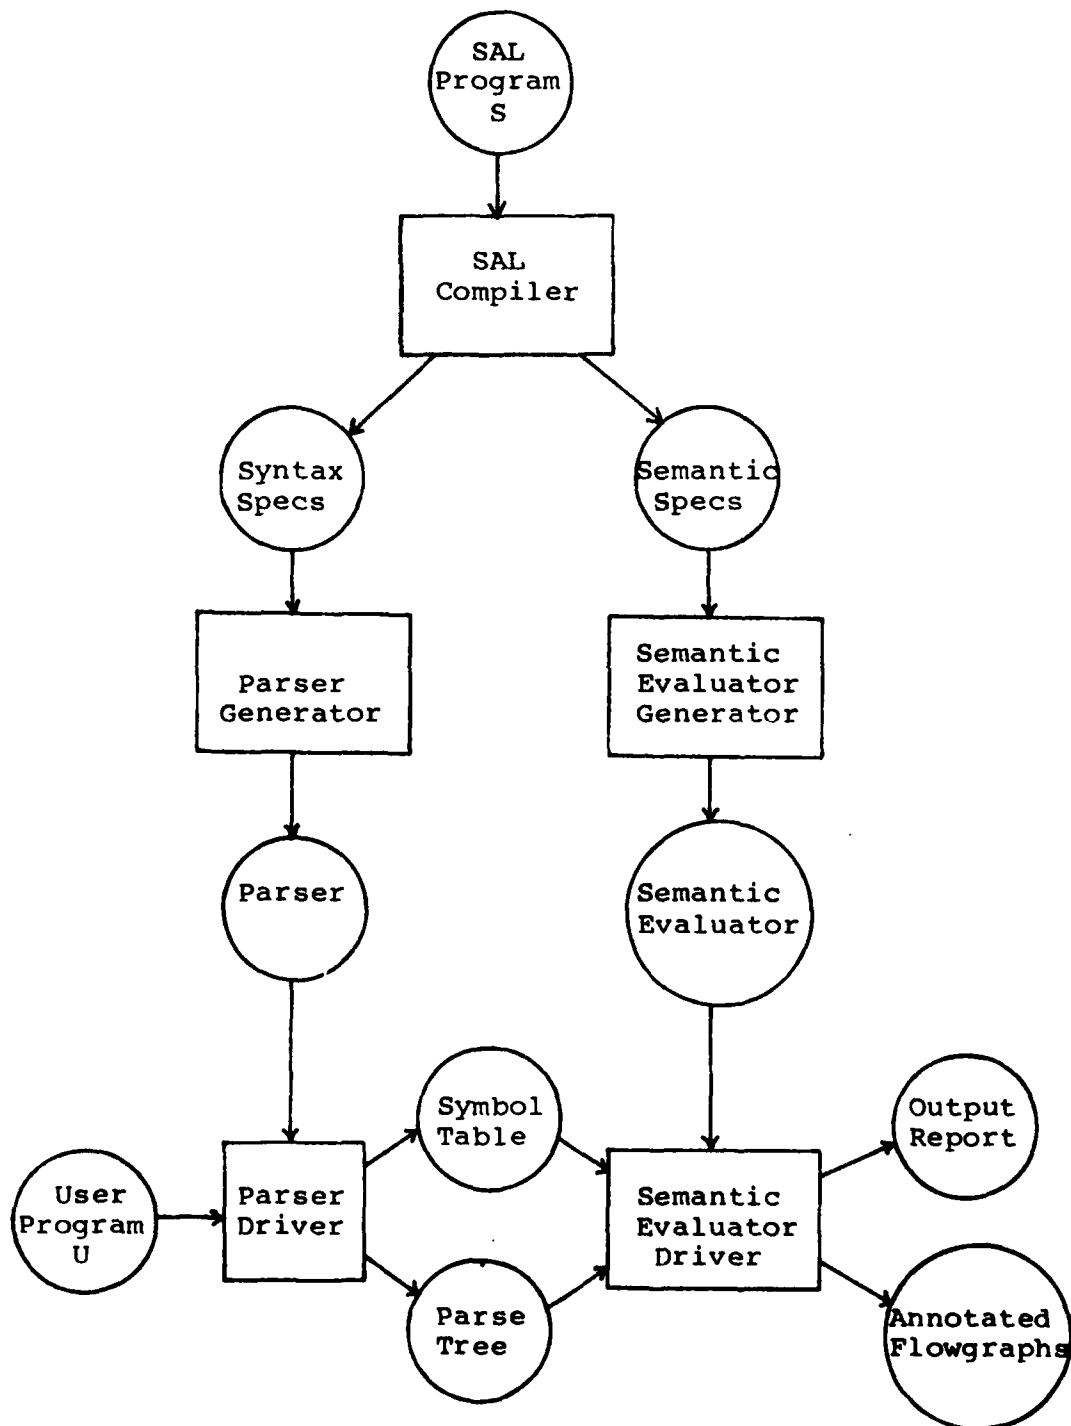 SAL
Program
S
SAL
Compiler
Syntax
Specs
Semantic
Specs
Parser
Generator
Semantic
Evaluator
Generator
Parser
Semantic
Evaluator
Symbol
Table
Output
Report
User
Program
U
Parser
Driver
Semantic
Evaluator
Driver
Parse
Tree
Annotated
Flowgraphs